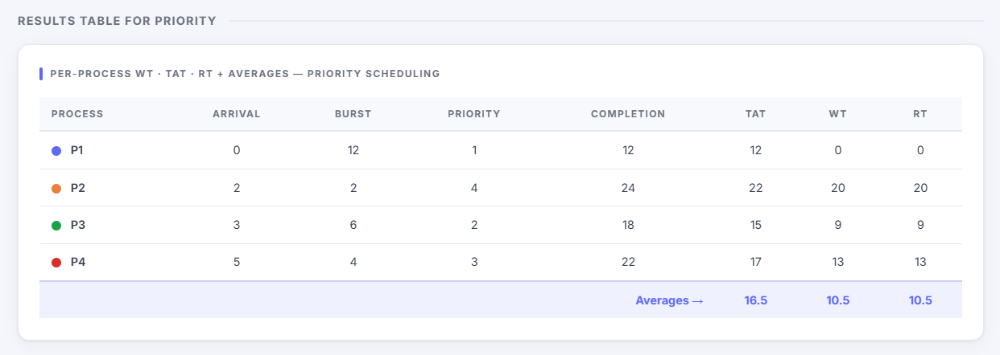 RESULTS TABLE FOR PRIORITY
PER-PROCESS WT · TAT · RT + AVERAGES — PRIORITY SCHEDULING
PROCESS ARRIVAL BURST PRIORITY COMPLETION TAT WT RT
P1 0 12 1 12 12 0 0
P2 2 2 4 24 22 20 20
P3 3 6 2 18 15 9 9
P4 5 4 3 22 17 13 13
Averages → 16.5 10.5 10.5